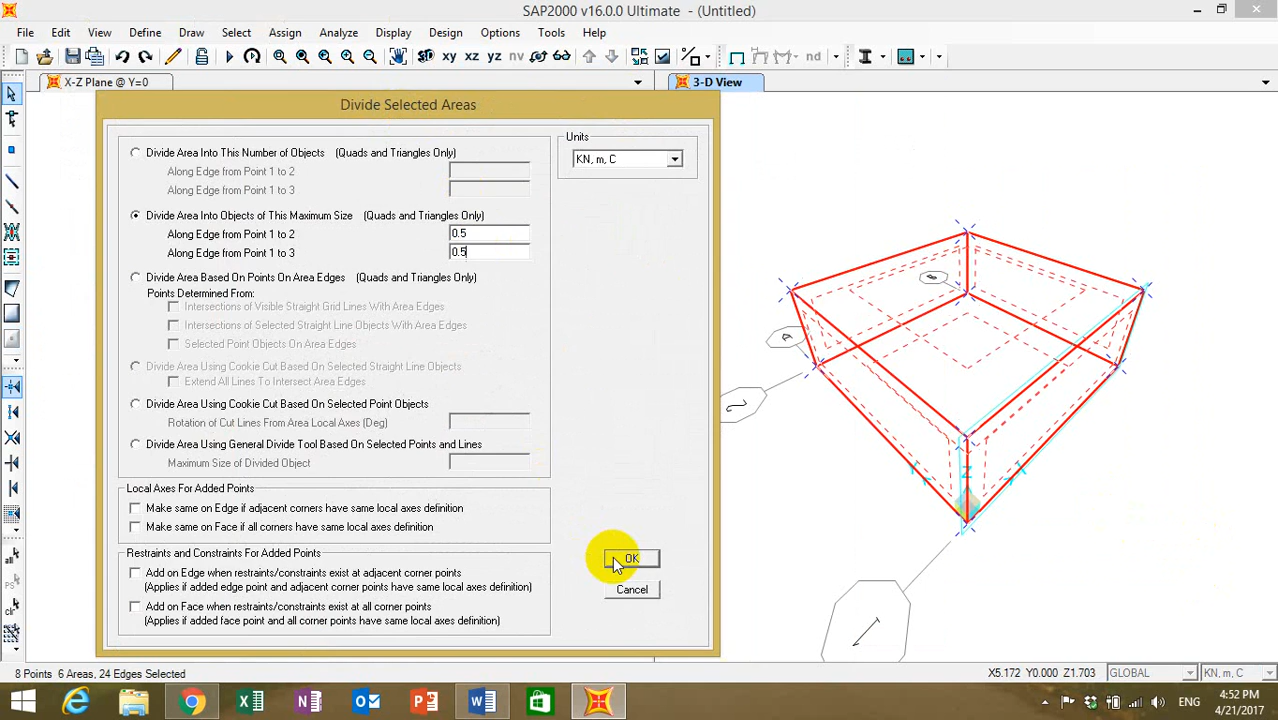 SAP2000 v16.0.0 Ultimate - (Untitled)
File Edit View Define Draw Select Assign Analyze Display Design Options Tools Help
3-D xy xz yz nv nd
X-Z Plane @ Y=0
3-D View
Divide Selected Areas
Divide Area Into This Number of Objects (Quads and Triangles Only)
Along Edge from Point 1 to 2
Along Edge from Point 1 to 3
Units
KN, m, C
Divide Area Into Objects of This Maximum Size (Quads and Triangles Only)
Along Edge from Point 1 to 2 0.5
Along Edge from Point 1 to 3 0.5
Divide Area Based On Points On Area Edges (Quads and Triangles Only)
Points Determined From:
Intersections of Visible Straight Grid Lines With Area Edges
Intersections of Selected Straight Line Objects With Area Edges
Selected Point Objects On Area Edges
Divide Area Using Cookie Cut Based On Selected Straight Line Objects
Extend All Lines To Intersect Area Edges
Divide Area Using Cookie Cut Based On Selected Point Objects
Rotation of Cut Lines From Area Local Axes (Deg)
Divide Area Using General Divide Tool Based On Selected Points and Lines
Maximum Size of Divided Object
Local Axes For Added Points
Make same on Edge if adjacent corners have same local axes definition
Make same on Face if all corners have same local axes definition
Restraints and Constraints For Added Points
Add on Edge when restraints/constraints exist at adjacent corner points
(Applies if added edge point and adjacent corner points have same local axes definition)
Add on Face when restraints/constraints exist at all corner points
(Applies if added face point and all corner points have same local axes definition)
OK
Cancel
Z
8 Points 6 Areas, 24 Edges Selected
X5.172 Y0.000 Z1.703
GLOBAL
KN, m, C
ENG
4:52 PM
4/21/2017